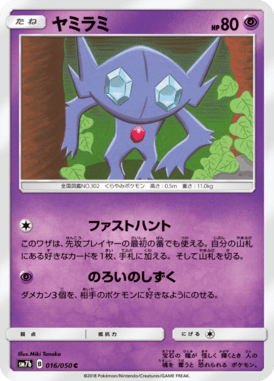 たね ヤミラミ HP80
全国図鑑NO.302 くらやみポケモン 高さ:0.5m 重さ:11.0kg
ファストハント
このワザは、先攻プレイヤーの最初の番でも使える。自分の山札
にある好きなカードを1枚、手札に加える。そして山札を切る。
のろいのしずく
ダメカン3個を、相手のポケモンに好きなようにのせる。
弱点 抵抗力 にげる
Illus. Miki Tanaka
sm7b 016/050 C
宝石の瞳が怪しく輝くとき人の
魂を奪うと恐れられる ポケモン。
©2018 Pokémon/Nintendo/Creatures/GAME FREAK.